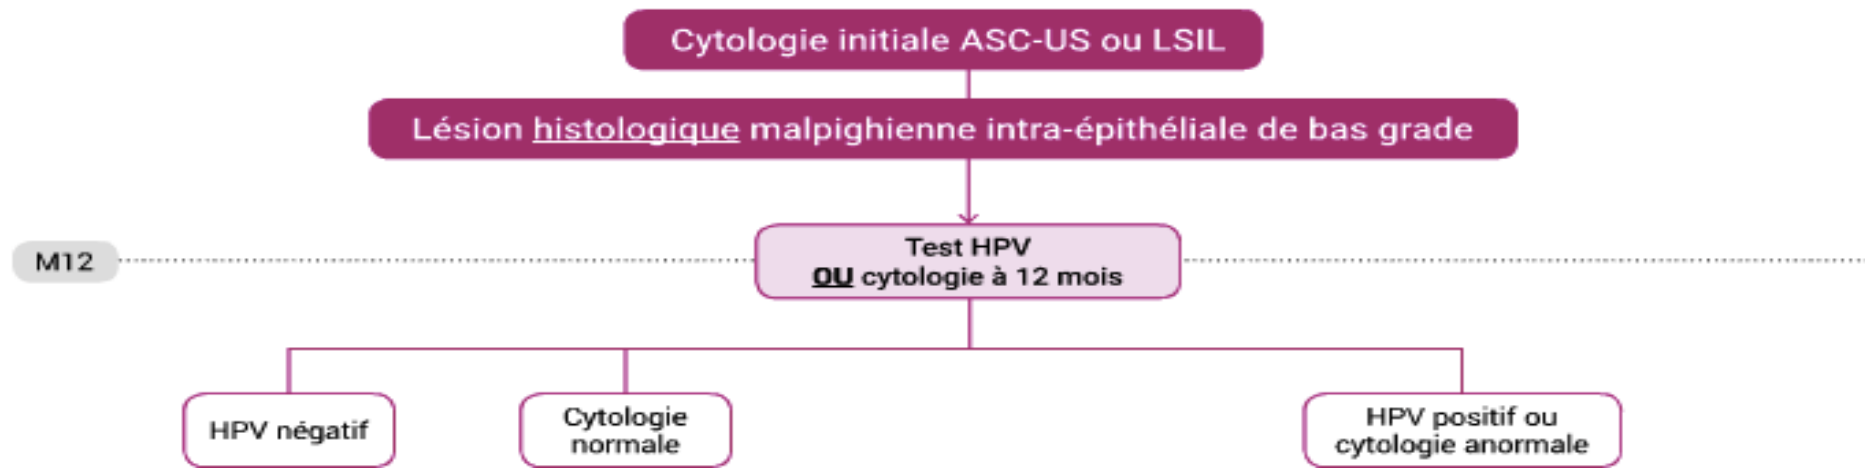 Cytologie initiale ASC-US ou LSIL
Lésion histologique malpighienne intra-épithéliale de bas grade
M12
Test HPV
OU cytologie à 12 mois
HPV négatif
Cytologie
normale
HPV positif ou
cytologie anormale